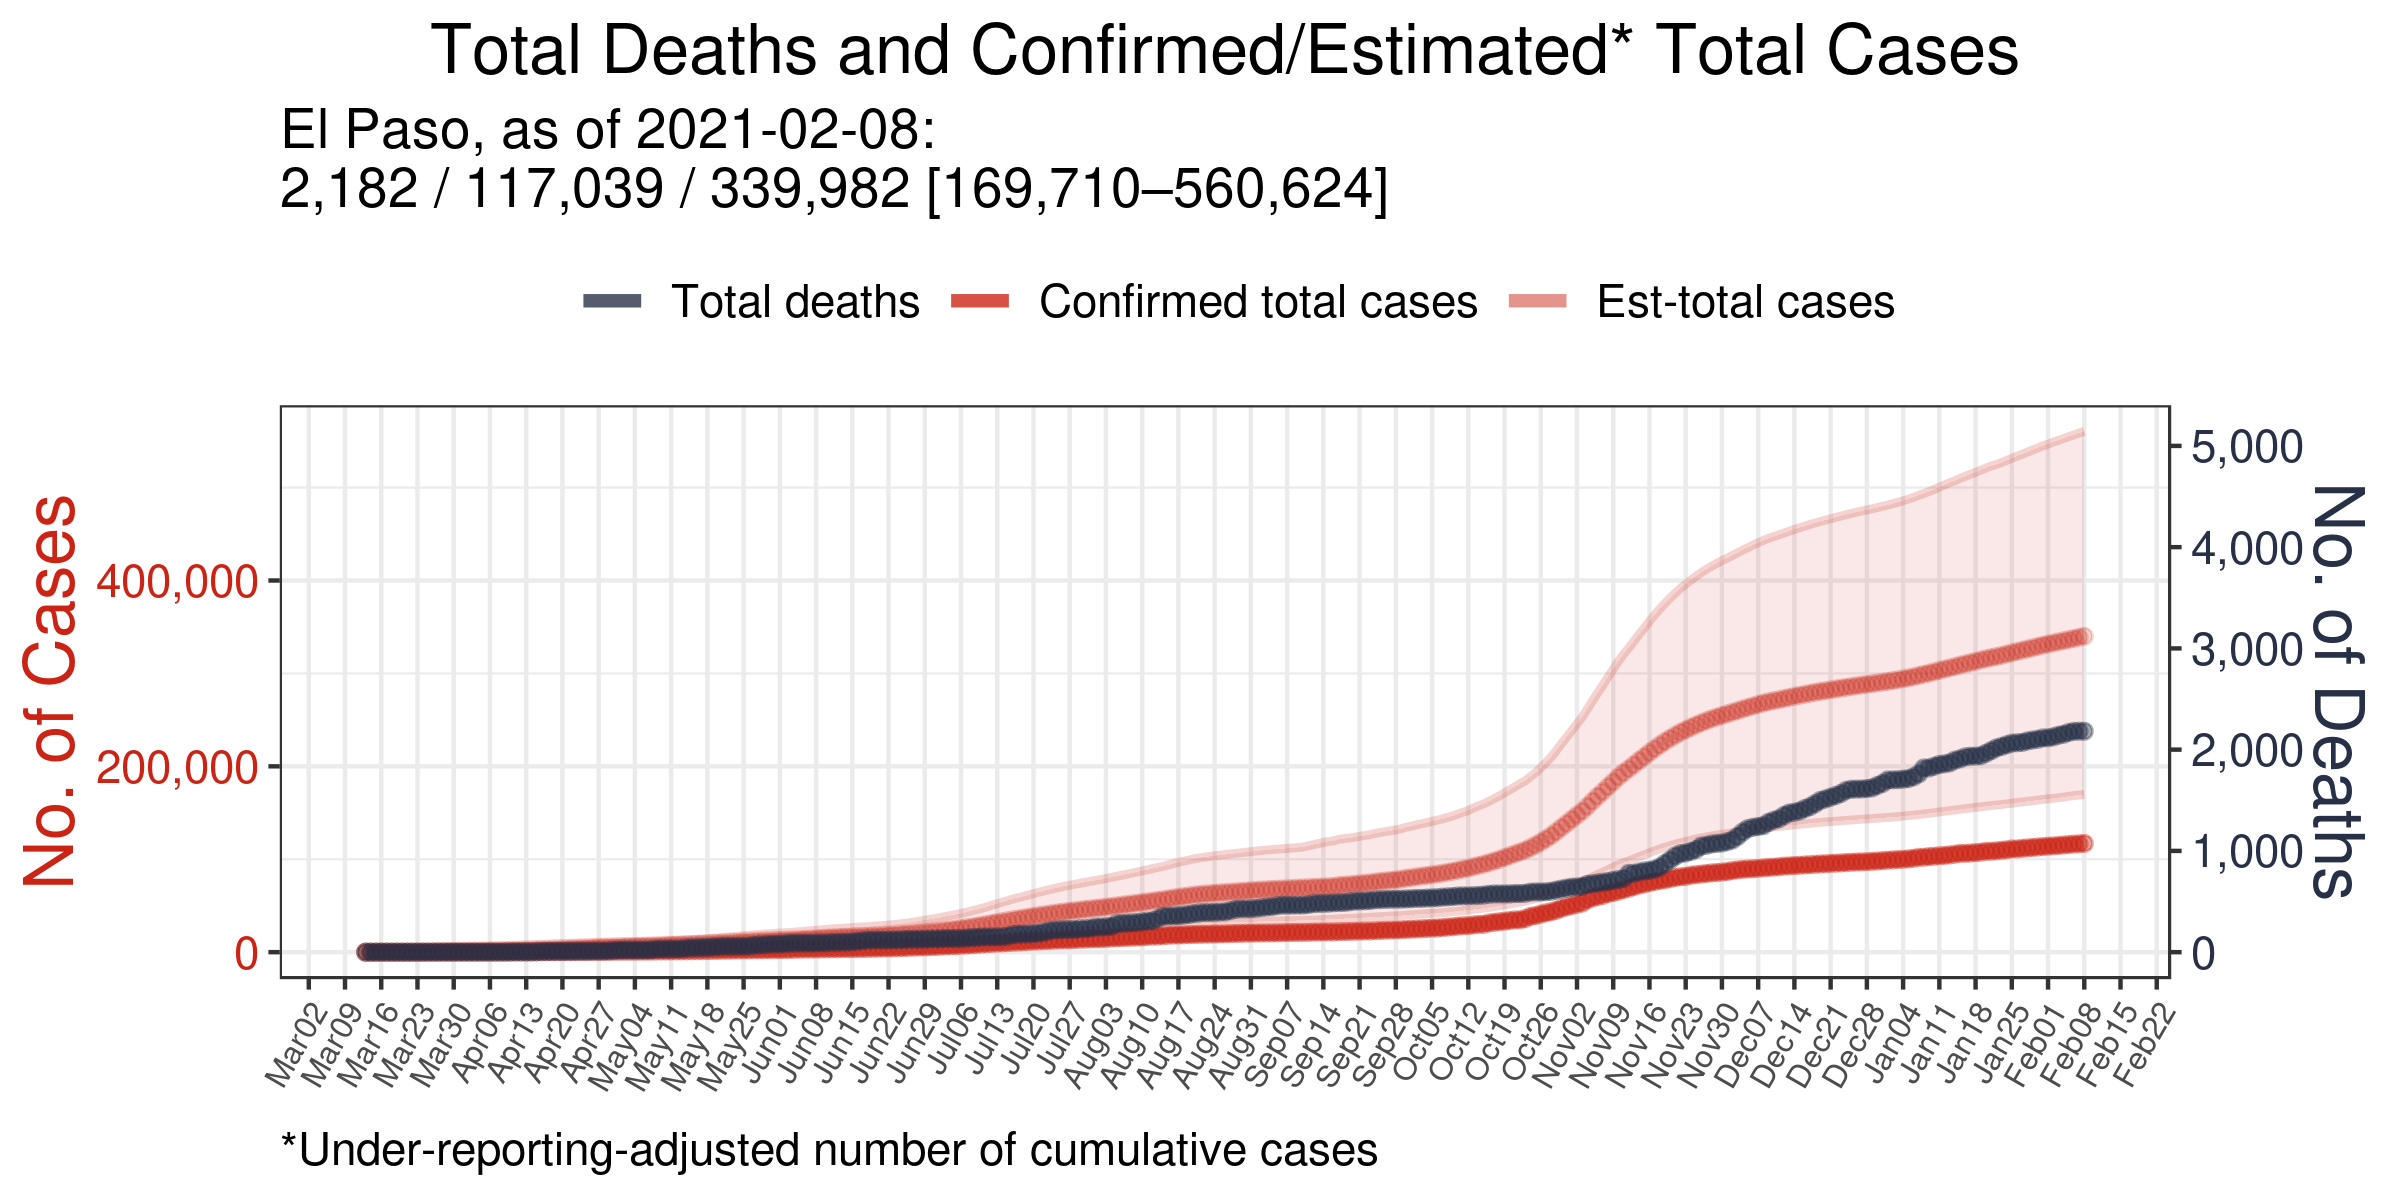 Total Deaths and Confirmed/Estimated* Total Cases
El Paso, as of 2021-02-08:
2,182 / 117,039 / 339,982 [169,710–560,624]
Total deaths Confirmed total cases Est-total cases
No. of Cases
400,000
200,000
0
5,000
4,000
3,000
2,000
1,000
0
No. of Deaths
Mar02 Mar09 Mar16 Mar23 Mar30 Apr06 Apr13 Apr20 Apr27 May04 May11 May18 May25 Jun01 Jun08 Jun15 Jun22 Jun29 Jul06 Jul13 Jul20 Jul27 Aug03 Aug10 Aug17 Aug24 Aug31 Sep07 Sep14 Sep21 Sep28 Oct05 Oct12 Oct19 Oct26 Nov02 Nov09 Nov16 Nov23 Nov30 Dec07 Dec14 Dec21 Dec28 Jan04 Jan11 Jan18 Jan25 Feb01 Feb08 Feb15 Feb22
*Under-reporting-adjusted number of cumulative cases